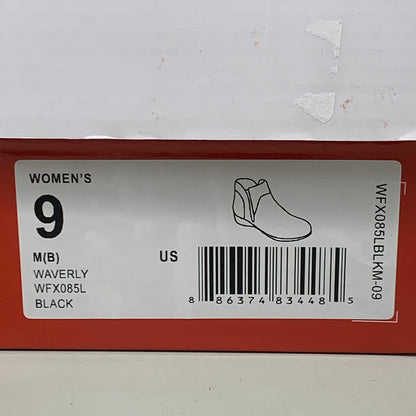 WOMEN'S
9
M(B) US
WAVERLY
WFX085L
BLACK
8 86374 83448 5
WFX085LBLKM-09